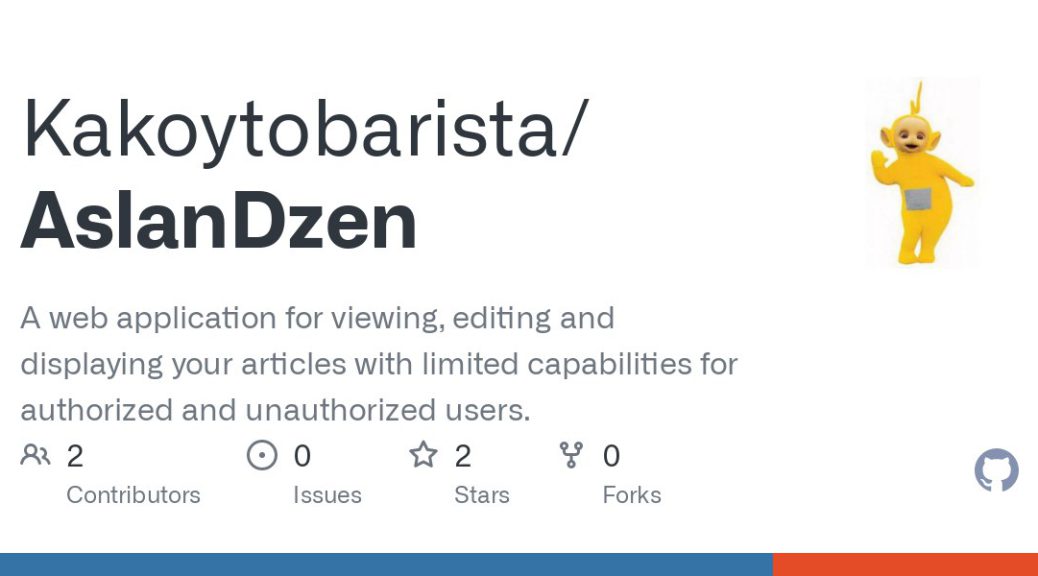 Kakoytobarista/
AslanDzen
A web application for viewing, editing and
displaying your articles with limited capabilities for
authorized and unauthorized users.
2 0 2 0
Contributors Issues Stars Forks